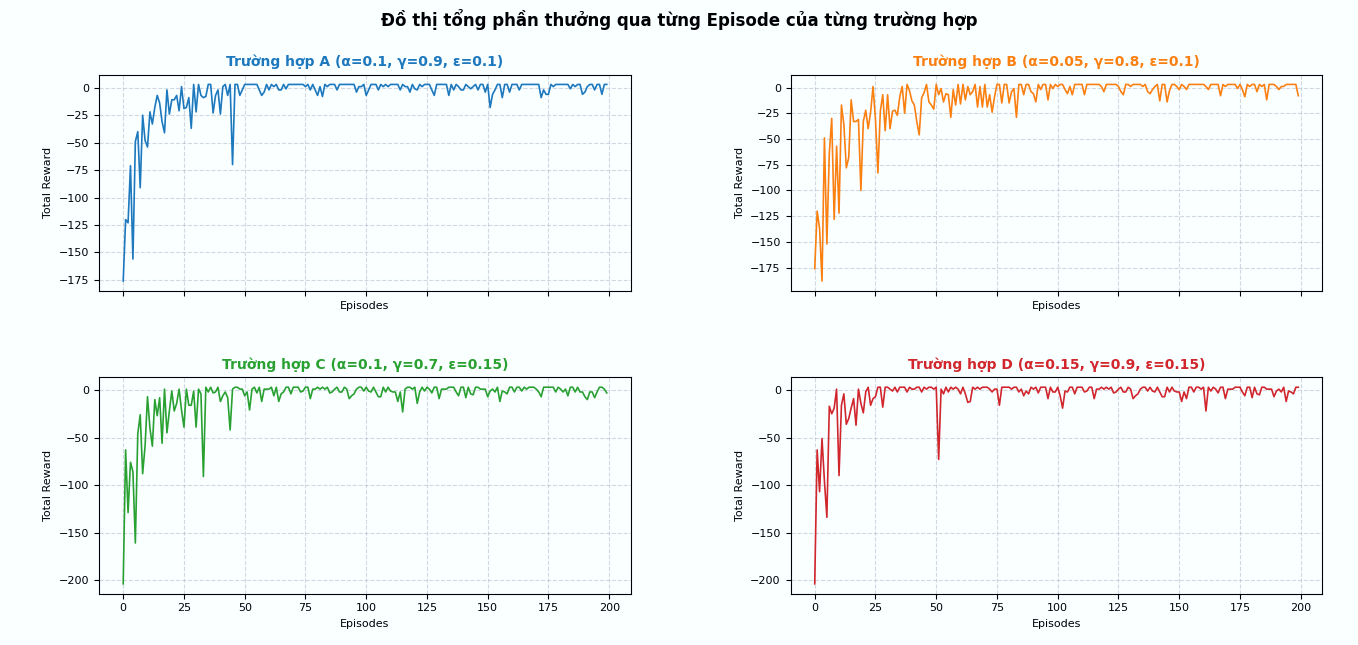 Đồ thị tổng phần thưởng qua từng Episode của từng trường hợp
Trường hợp A (α=0.1, γ=0.9, ε=0.1)
0
−25
−50
−75
−100
−125
−150
−175
Total Reward
Episodes
Trường hợp B (α=0.05, γ=0.8, ε=0.1)
0
−25
−50
−75
−100
−125
−150
−175
Total Reward
Episodes
Trường hợp C (α=0.1, γ=0.7, ε=0.15)
0
−50
−100
−150
−200
Total Reward
0 25 50 75 100 125 150 175 200
Episodes
Trường hợp D (α=0.15, γ=0.9, ε=0.15)
0
−50
−100
−150
−200
Total Reward
0 25 50 75 100 125 150 175 200
Episodes